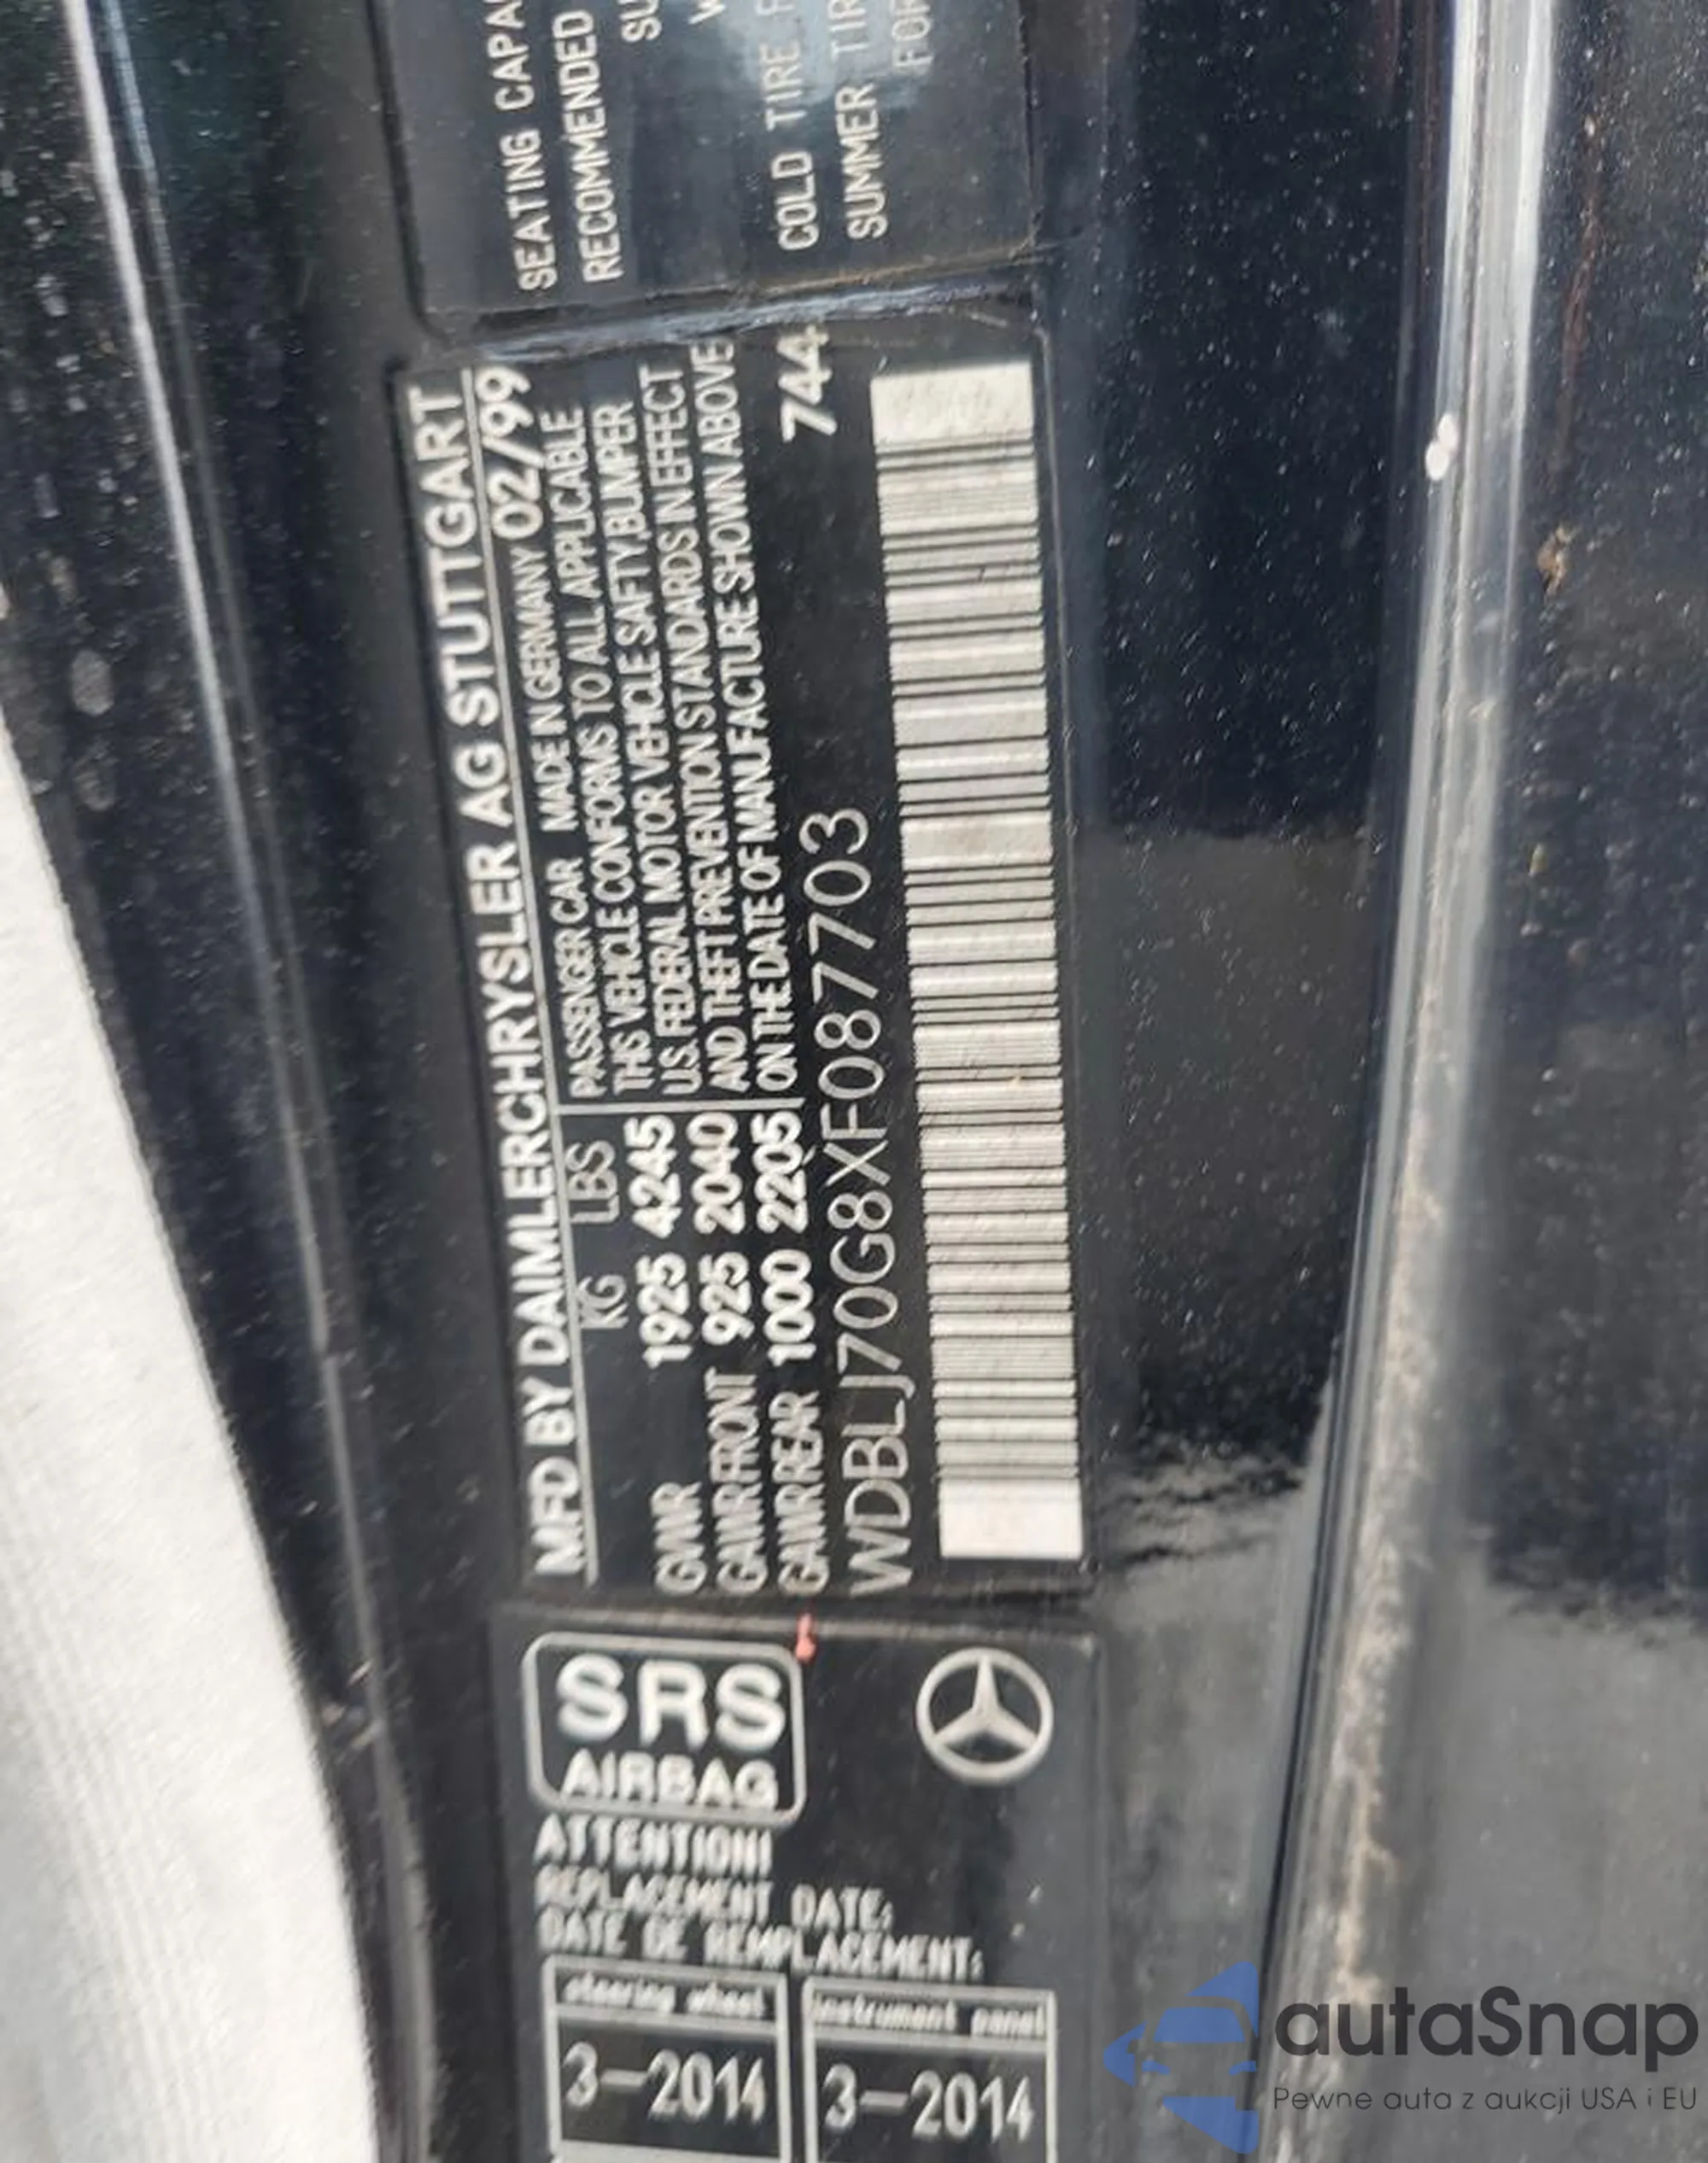 SEATING CAPA
RECOMMENDED
SU
COLD TIRE
SUMMER TIR
FOR
MFD BY DAIMLERCHRYSLER AG STUTTGART
KG LBS
PASSENGER CAR MADE IN GERMANY 02/99
GVWR 1925 4245
THIS VEHICLE CONFORMS TO ALL APPLICABLE
GAWR FRONT 925 2040
U.S. FEDERAL MOTOR VEHICLE SAFTY,BUMPER
AND THEFT PREVENTION STANDARDS IN EFFECT
GAWR REAR 1000 2205
ON THE DATE OF MANUFACTURE SHOWN ABOVE
744
WDBLJ70G8XF087703
SRS
AIRBAG
ATTENTION!
REPLACEMENT DATE:
DATE DE REMPLACEMENT:
steering wheel
instrument panel
3-2014
3-2014
autaSnap
Pewne auta z aukcji USA i EU